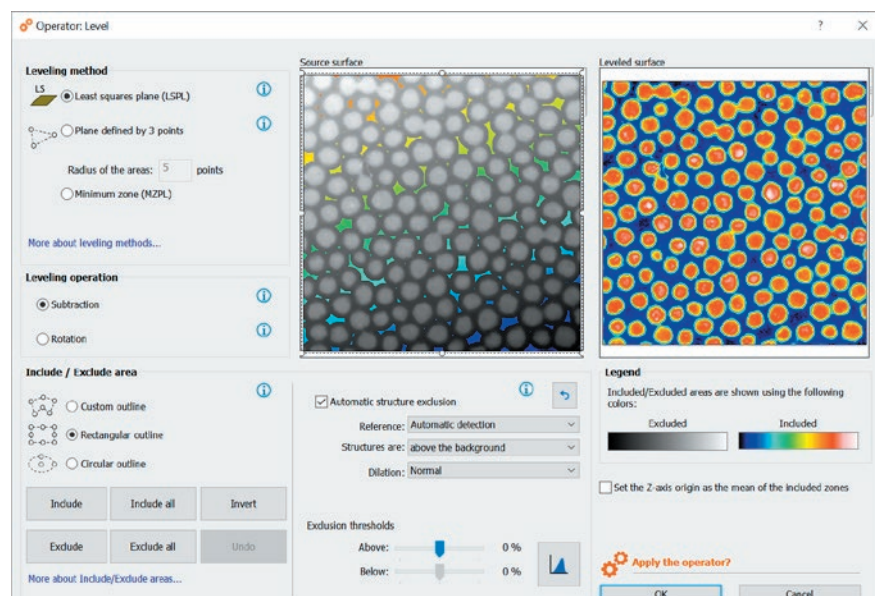 Operator: Level
?
Leveling method
LS
Least squares plane (LSPL)
Plane defined by 3 points
Radius of the areas: 5 points
Minimum zone (MZPL)
More about leveling methods...
Leveling operation
Subtraction
Rotation
Include / Exclude area
Custom outline
Rectangular outline
Circular outline
Include Include all Invert
Exclude Exclude all Undo
More about Include/Exclude areas...
Source surface
Automatic structure exclusion
Reference: Automatic detection
Structures are: above the background
Dilation: Normal
Exclusion thresholds
Above: 0 %
Below: 0 %
Leveled surface
Legend
Included/Excluded areas are shown using the following
colors:
Excluded Included
Set the Z-axis origin as the mean of the included zones
Apply the operator?
OK Cancel